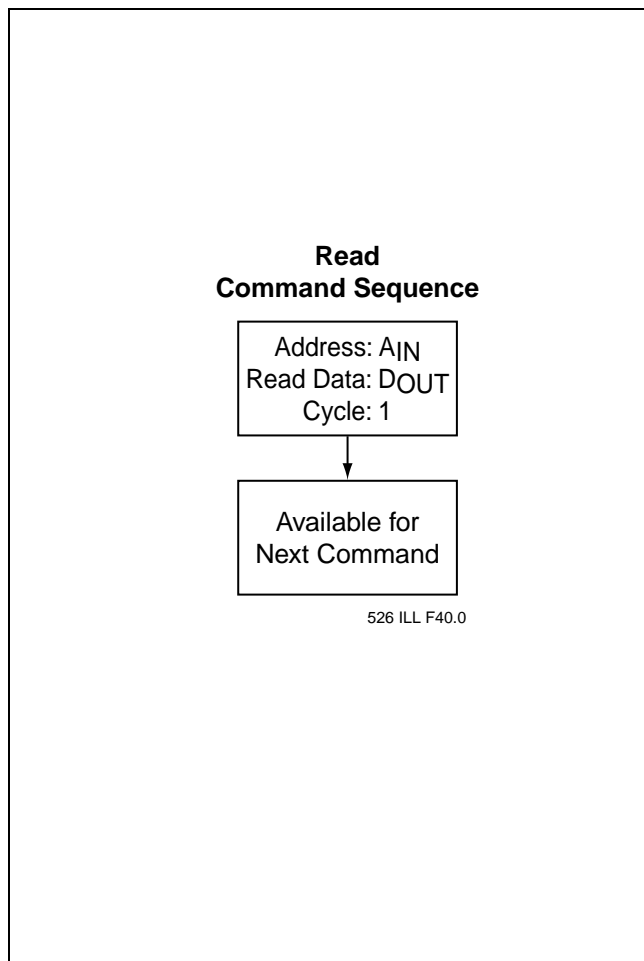 Read
Command Sequence
Address: AIN
Read Data: DOUT
Cycle: 1
Available for
Next Command
526 ILL F40.0